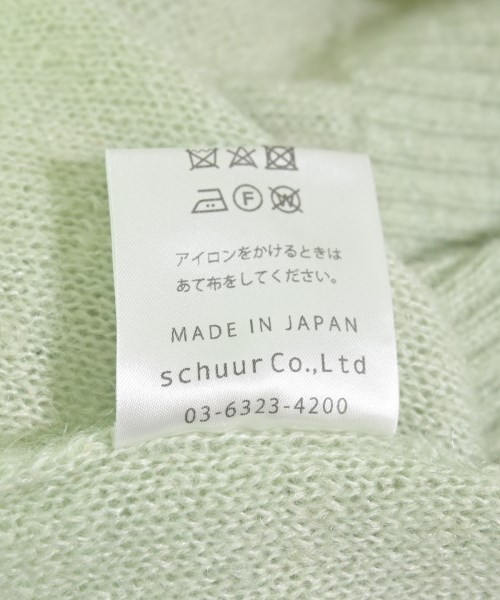 F W
アイロンをかけるときは
あて布をしてください。
MADE IN JAPAN
schuur Co.,Ltd
03-6323-4200